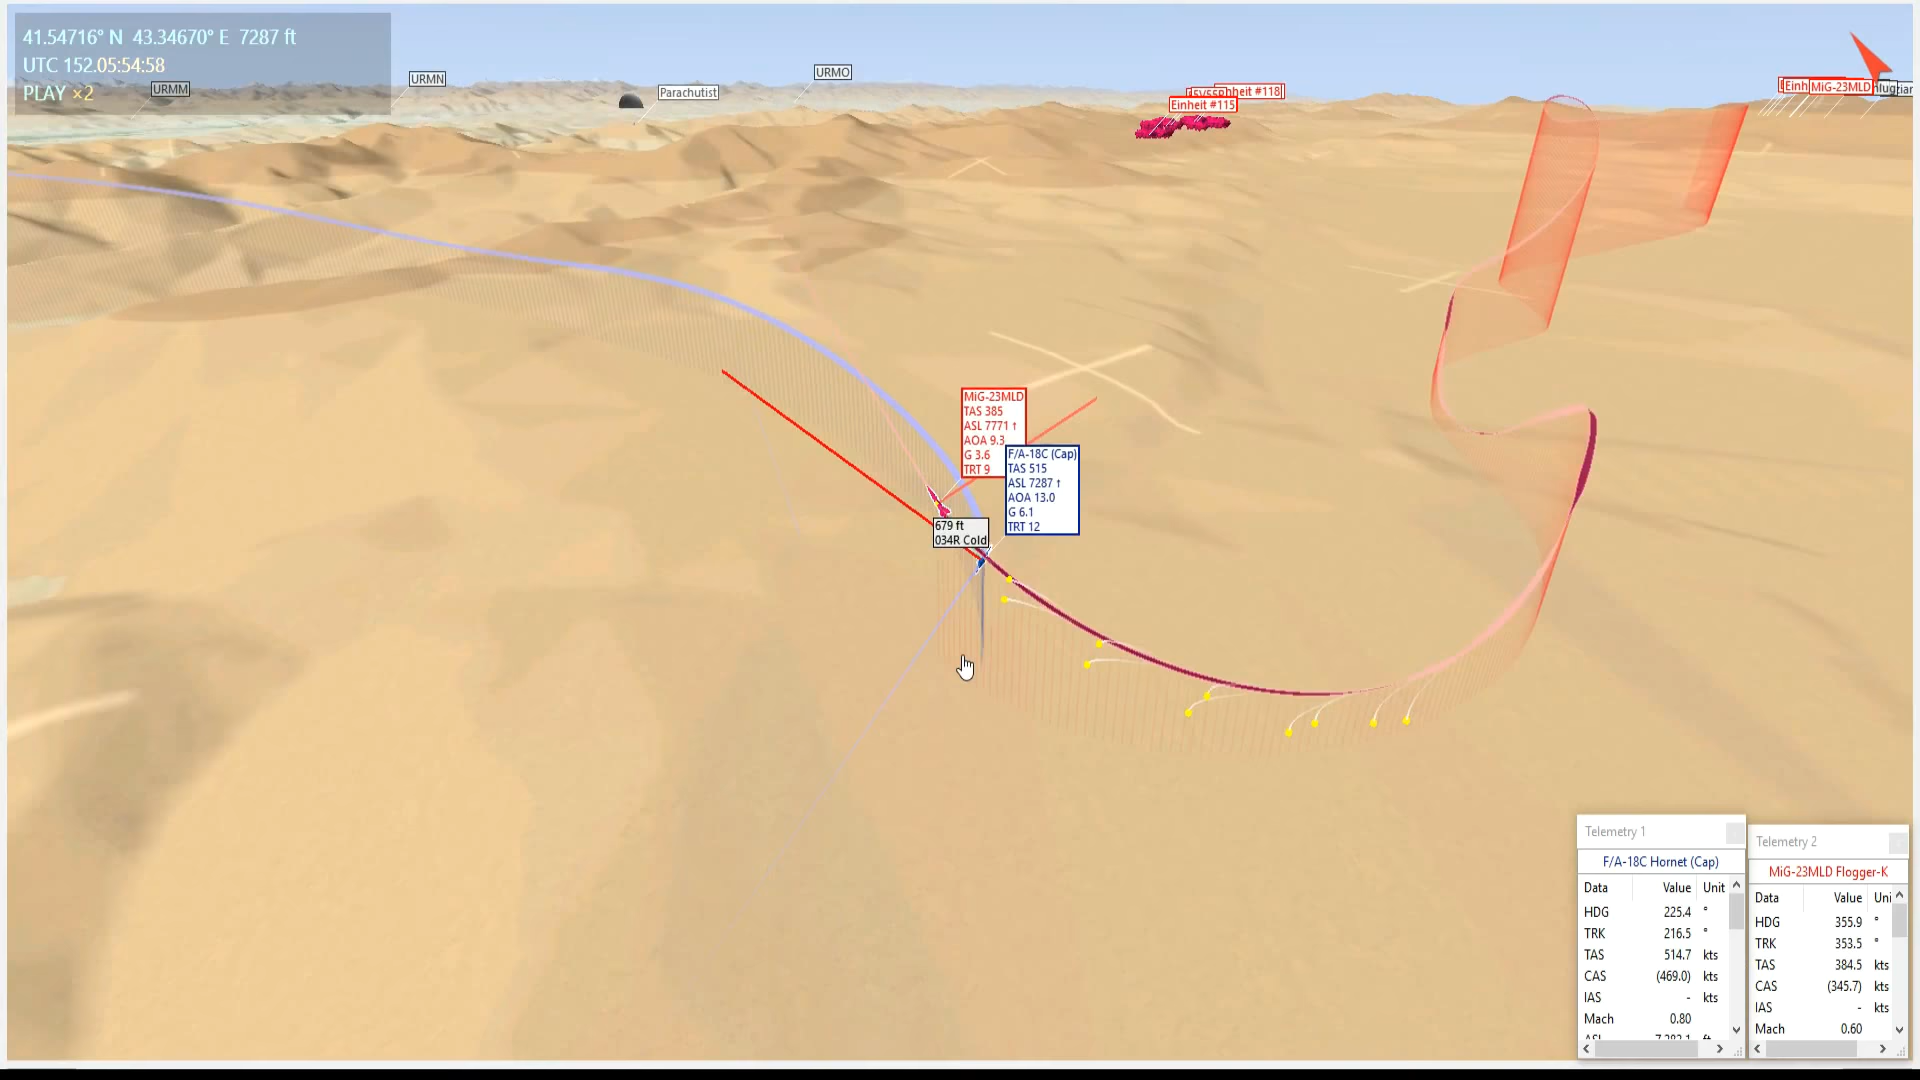 41.54716° N 43.34670° E 7287 ft
UTC 152.05:54:58
PLAY ×2
URMM
URMN
Parachutist
URMO
Einheit #115
MiG-23MLD
MiG-23MLD
TAS 385
ASL 7771 ↑
AOA 9.3
G 3.6
TRT 9
F/A-18C (Cap)
TAS 515
ASL 7287 ↑
AOA 13.0
G 6.1
TRT 12
679 ft
034R Cold
Telemetry 1
F/A-18C Hornet (Cap)
Data Value Unit
HDG 225.4 °
TRK 216.5 °
TAS 514.7 kts
CAS (469.0) kts
IAS - kts
Mach 0.80
Telemetry 2
MiG-23MLD Flogger-K
Data Value Uni
HDG 355.9 °
TRK 353.5 °
TAS 384.5 kts
CAS (345.7) kts
IAS - kts
Mach 0.60